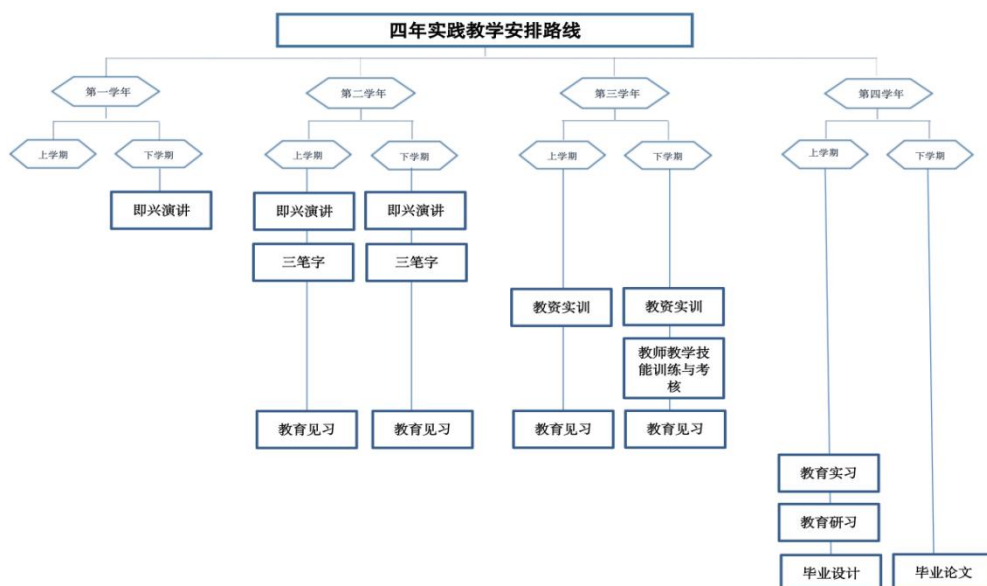 四年实践教学安排路线
第一学年
第二学年
第三学年
第四学年
上学期
下学期
上学期
下学期
上学期
下学期
上学期
下学期
即兴演讲
即兴演讲
即兴演讲
三笔字
三笔字
教资实训
教资实训
教师教学技
能训练与考
核
教育见习
教育见习
教育见习
教育见习
教育实习
教育研习
毕业设计
毕业论文